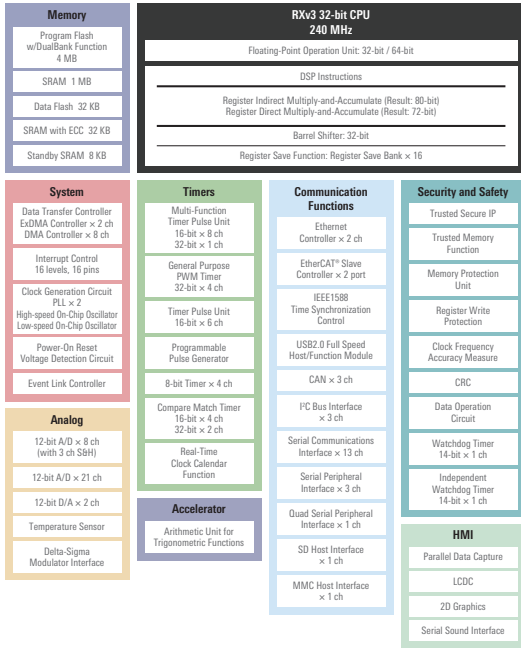 Memory
Program Flash
w/DualBank Function
4 MB
SRAM 1 MB
Data Flash 32 KB
SRAM with ECC 32 KB
Standby SRAM 8 KB
RXv3 32-bit CPU
240 MHz
Floating-Point Operation Unit: 32-bit / 64-bit
DSP Instructions
Register Indirect Multiply-and-Accumulate (Result: 80-bit)
Register Direct Multiply-and-Accumulate (Result: 72-bit)
Barrel Shifter: 32-bit
Register Save Function: Register Save Bank × 16
System
Data Transfer Controller
ExDMA Controller × 2 ch
DMA Controller × 8 ch
Interrupt Control
16 levels, 16 pins
Clock Generation Circuit
PLL × 2
High-speed On-Chip Oscillator
Low-speed On-Chip Oscillator
Power-On Reset
Voltage Detection Circuit
Event Link Controller
Analog
12-bit A/D × 8 ch
(with 3 ch S&H)
12-bit A/D × 21 ch
12-bit D/A × 2 ch
Temperature Sensor
Delta-Sigma
Modulator Interface
Timers
Multi-Function
Timer Pulse Unit
16-bit × 8 ch
32-bit × 1 ch
General Purpose
PWM Timer
32-bit × 4 ch
Timer Pulse Unit
16-bit × 6 ch
Programmable
Pulse Generator
8-bit Timer × 4 ch
Compare Match Timer
16-bit × 4 ch
32-bit × 2 ch
Real-Time
Clock Calendar
Function
Accelerator
Arithmetic Unit for
Trigonometric Functions
Communication
Functions
Ethernet
Controller × 2 ch
EtherCAT® Slave
Controller × 2 port
IEEE1588
Time Synchronization
Control
USB2.0 Full Speed
Host/Function Module
CAN × 3 ch
I²C Bus Interface
× 3 ch
Serial Communications
Interface × 13 ch
Serial Peripheral
Interface × 3 ch
Quad Serial Peripheral
Interface × 1 ch
SD Host Interface
× 1 ch
MMC Host Interface
× 1 ch
Security and Safety
Trusted Secure IP
Trusted Memory
Function
Memory Protection
Unit
Register Write
Protection
Clock Frequency
Accuracy Measure
CRC
Data Operation
Circuit
Watchdog Timer
14-bit × 1 ch
Independent
Watchdog Timer
14-bit × 1 ch
HMI
Parallel Data Capture
LCDC
2D Graphics
Serial Sound Interface